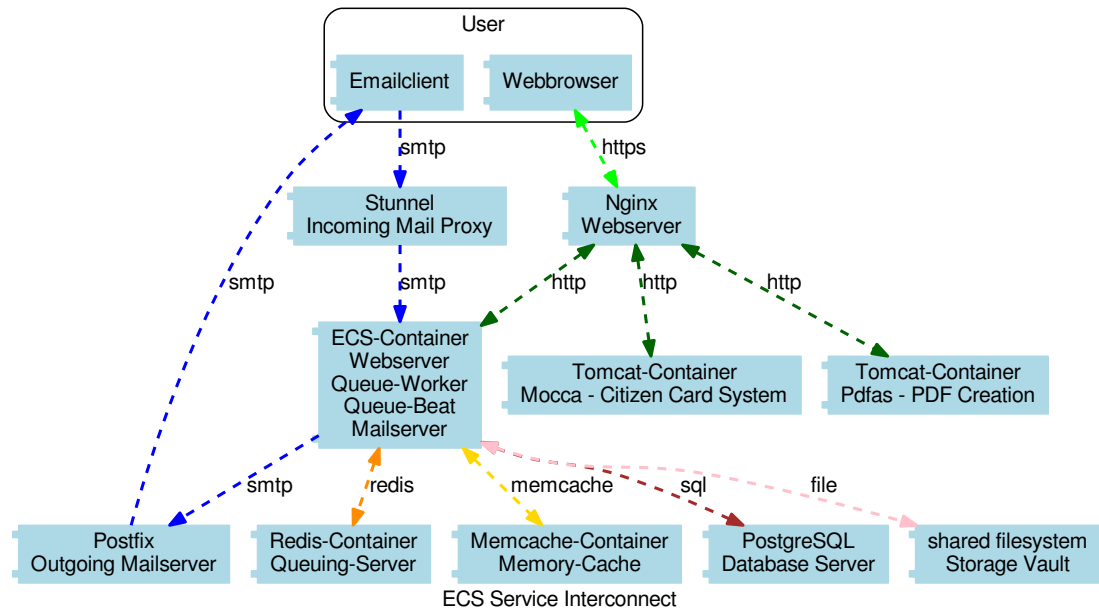 User
Emailclient
Webbrowser
smtp
https
Stunnel
Incoming Mail Proxy
Nginx
Webserver
smtp
smtp
http
http
http
ECS-Container
Webserver
Queue-Worker
Queue-Beat
Mailserver
Tomcat-Container
Mocca - Citizen Card System
Tomcat-Container
Pdfas - PDF Creation
smtp
redis
memcache
sql
file
Postfix
Outgoing Mailserver
Redis-Container
Queuing-Server
Memcache-Container
Memory-Cache
PostgreSQL
Database Server
shared filesystem
Storage Vault
ECS Service Interconnect